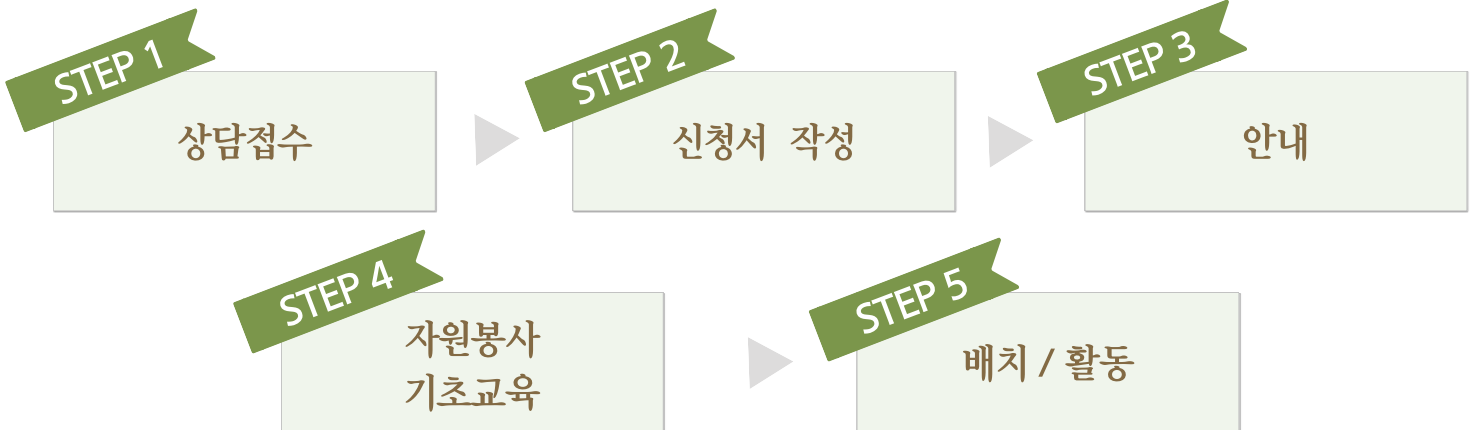 STEP 1
상담접수
STEP 2
신청서 작성
STEP 3
안내
STEP 4
자원봉사
기초교육
STEP 5
배치 / 활동